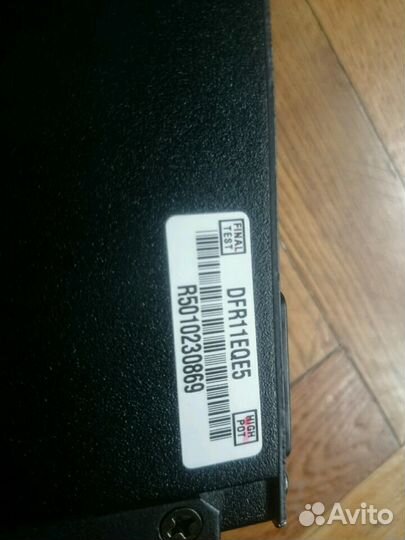 FINAL
TEST
DFR11EQE5
HIGH
POT
R5010230869
Avito